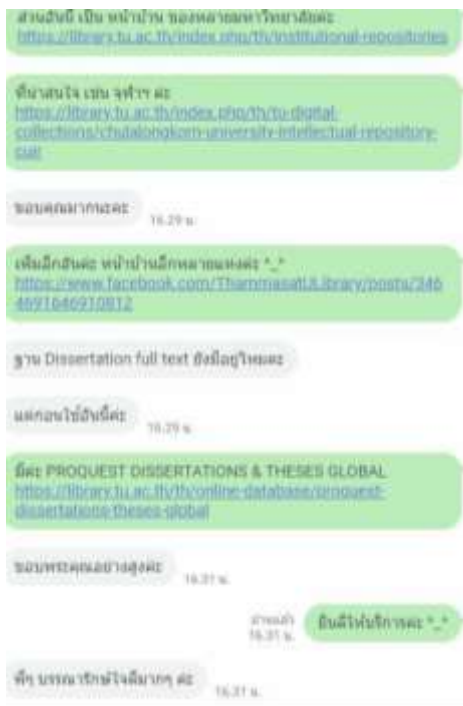 ส่วนอันนี้ เป็น หน้าบ้าน ของหลายมหาวิทยาลัยค่ะ
https://library.tu.ac.th/index.php/th/institutional-repositories
ที่น่าสนใจ เช่น จุฬาฯ ค่ะ
https://library.tu.ac.th/index.php/th/tu-digital-
collections/chulalongkorn-university-intellectual-repository-
cuir
ขอบคุณมากนะคะ
16.29 น.
เพิ่มอีกอันค่ะ หน้าบ้านอีกหลายแห่งค่ะ ^_^
https://www.facebook.com/ThammasatULibrary/posts/346
4691646910812
ฐาน Dissertation full text ยังมีอยู่ไหมคะ
แต่ก่อนใช้อันนี้ค่ะ
16.29 น.
มีค่ะ PROQUEST DISSERTATIONS & THESES GLOBAL
https://library.tu.ac.th/th/online-database/proquest-
dissertations-theses-global
ขอบพระคุณอย่างสูงค่ะ
16.31 น.
อ่านแล้ว
16.31 น.
ยินดีให้บริการค่ะ ^_^
พี่ๆ บรรณารักษ์ใจดีมากๆ ค่ะ
16.31 น.